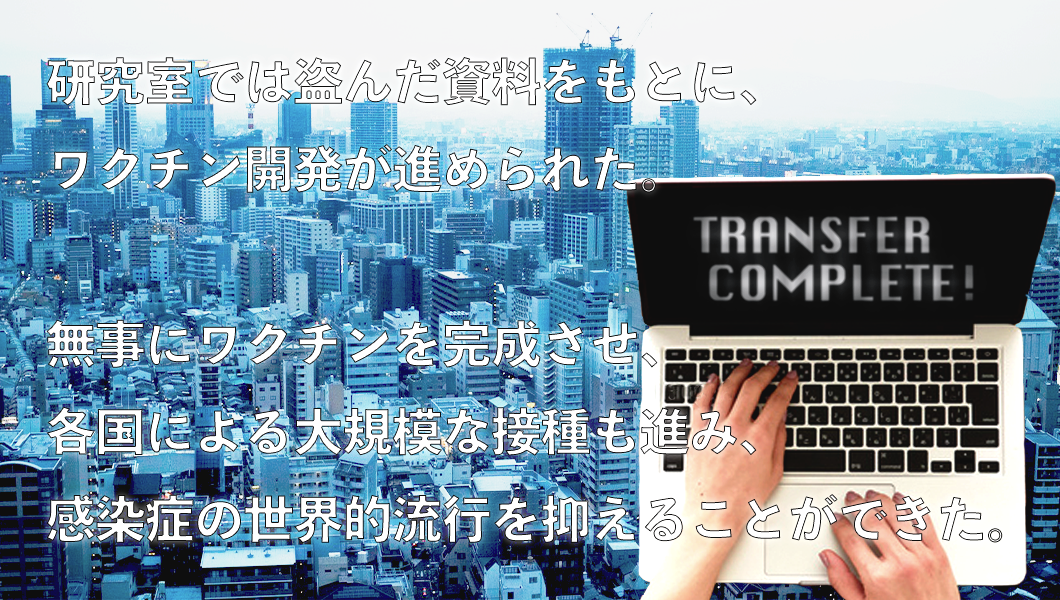 研究室では盗んだ資料をもとに、
ワクチン開発が進められた。
TRANSFER
COMPLETE!
無事にワクチンを完成させ、
各国による大規模な接種も進み、
感染症の世界的流行を抑えることができた。